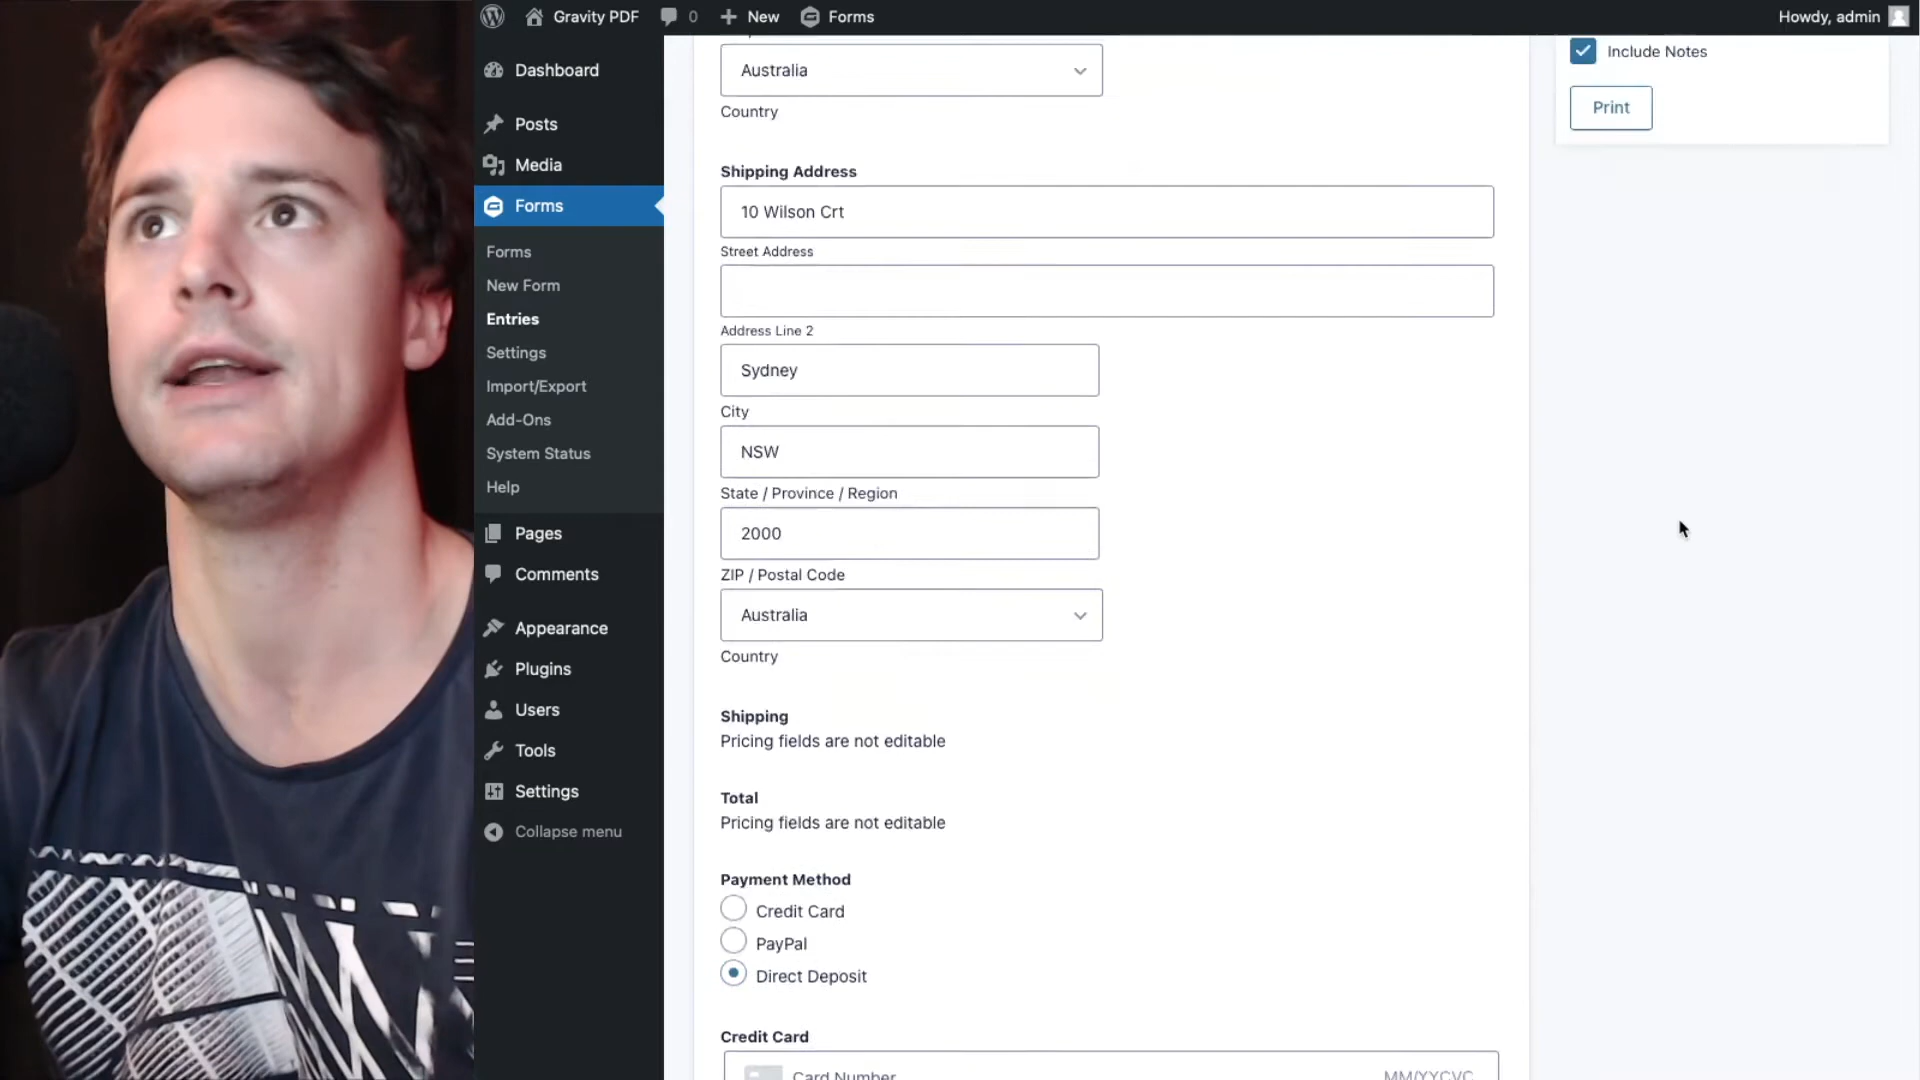 Gravity PDF
0
New
Forms
Howdy, admin
Dashboard
Posts
Media
Forms
Forms
New Form
Entries
Settings
Import/Export
Add-Ons
System Status
Help
Pages
Comments
Appearance
Plugins
Users
Tools
Settings
Collapse menu
Australia
Country
Shipping Address
10 Wilson Crt
Street Address
Address Line 2
Sydney
City
NSW
State / Province / Region
2000
ZIP / Postal Code
Australia
Country
Shipping
Pricing fields are not editable
Total
Pricing fields are not editable
Payment Method
Credit Card
PayPal
Direct Deposit
Credit Card
Card Number
MM/YYCVC
Include Notes
Print